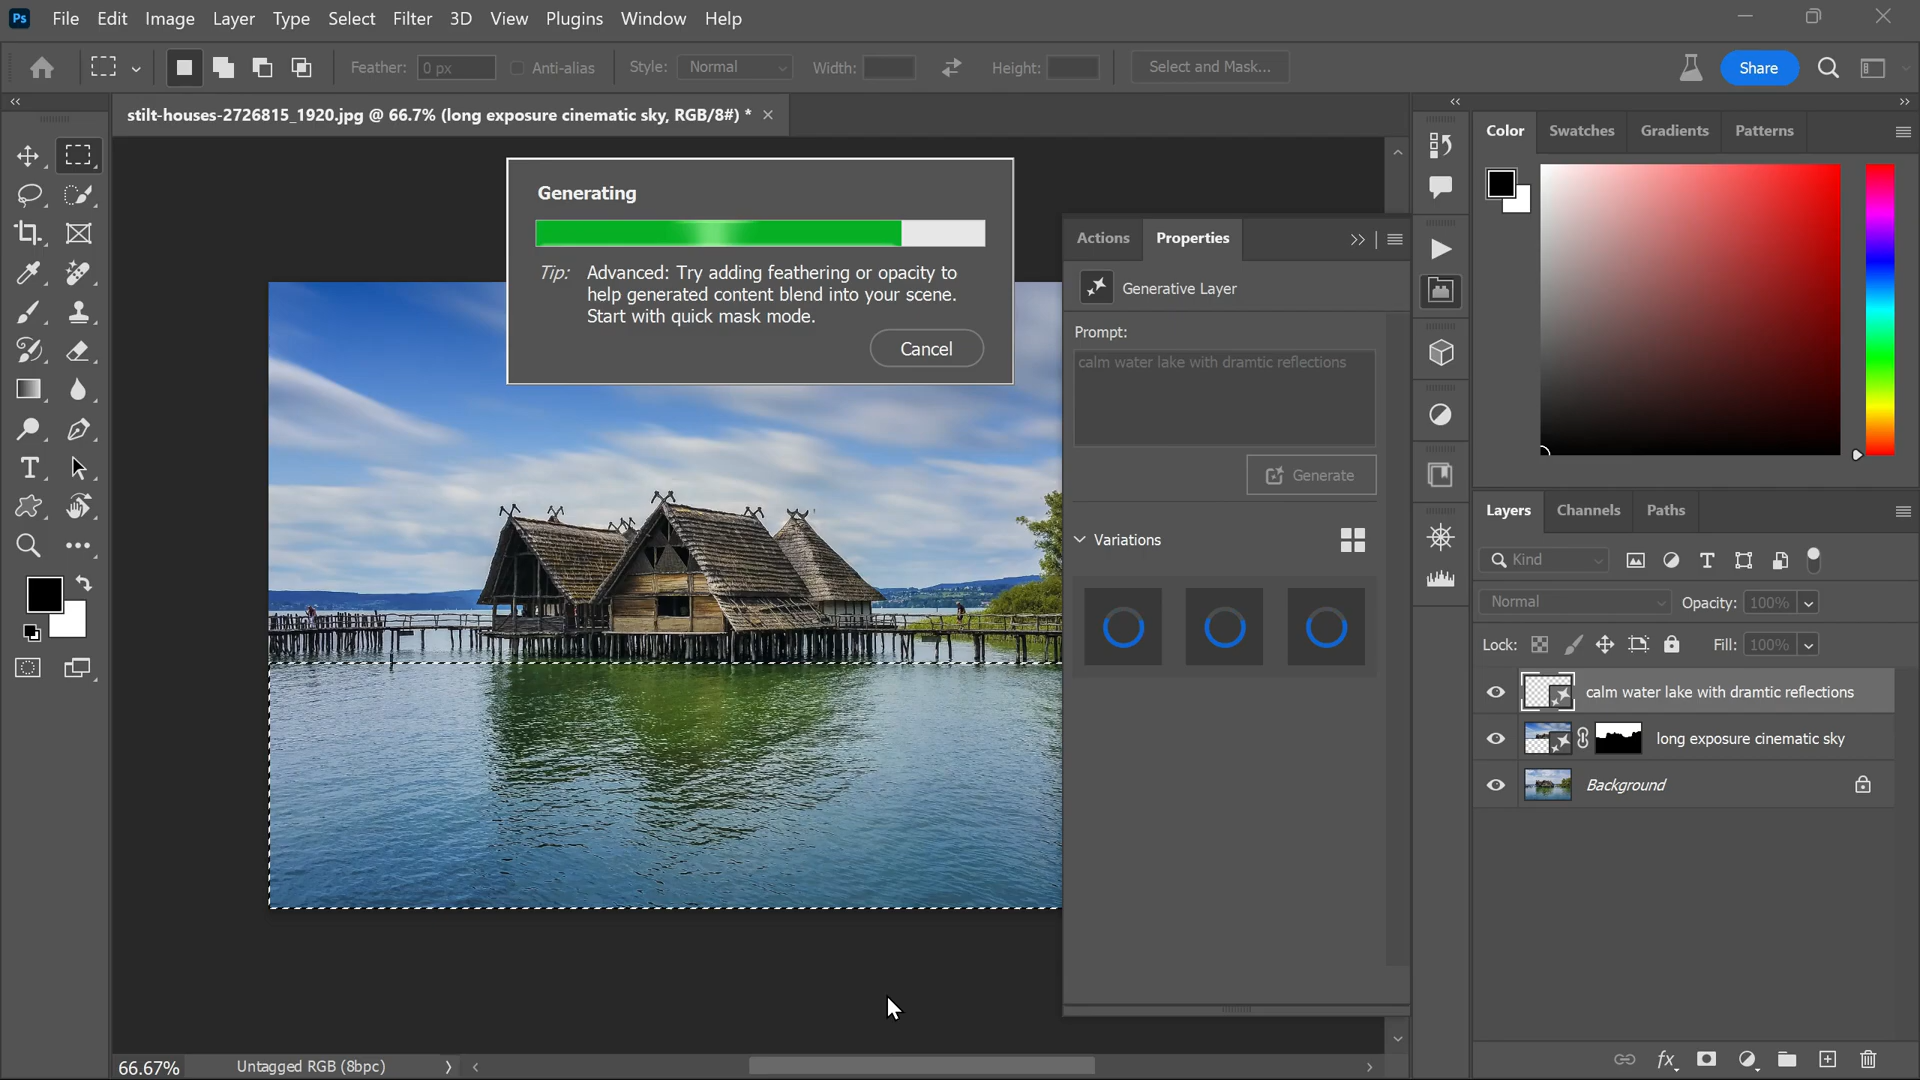 Ps File Edit Image Layer Type Select Filter 3D View Plugins Window Help
Feather: 0 px Anti-alias Style: Normal Width: Height: Select and Mask... Share
stilt-houses-2726815_1920.jpg @ 66.7% (long exposure cinematic sky, RGB/8#) *
Generating
Tip: Advanced: Try adding feathering or opacity to
help generated content blend into your scene.
Start with quick mask mode.
Cancel
Actions Properties
Generative Layer
Prompt:
calm water lake with dramtic reflections
Generate
Variations
Color Swatches Gradients Patterns
Layers Channels Paths
Kind
Normal Opacity: 100%
Lock: Fill: 100%
calm water lake with dramtic reflections
long exposure cinematic sky
Background
fx
66.67% Untagged RGB (8bpc)